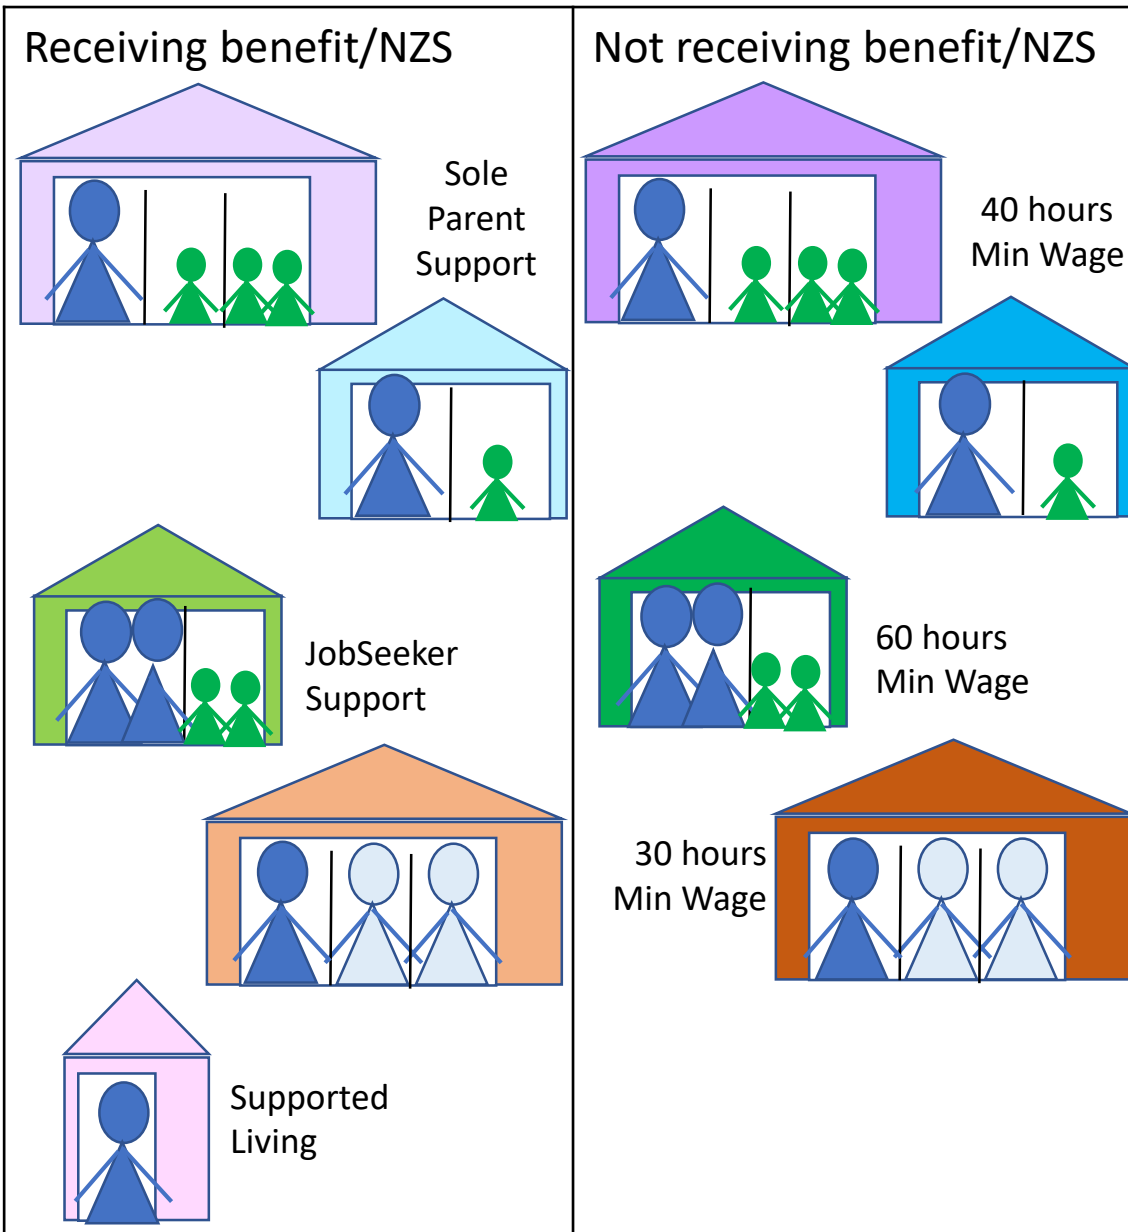 Receiving benefit/NZS
Sole
Parent
Support
JobSeeker
Support
Supported
Living
Not receiving benefit/NZS
40 hours
Min Wage
60 hours
Min Wage
30 hours
Min Wage